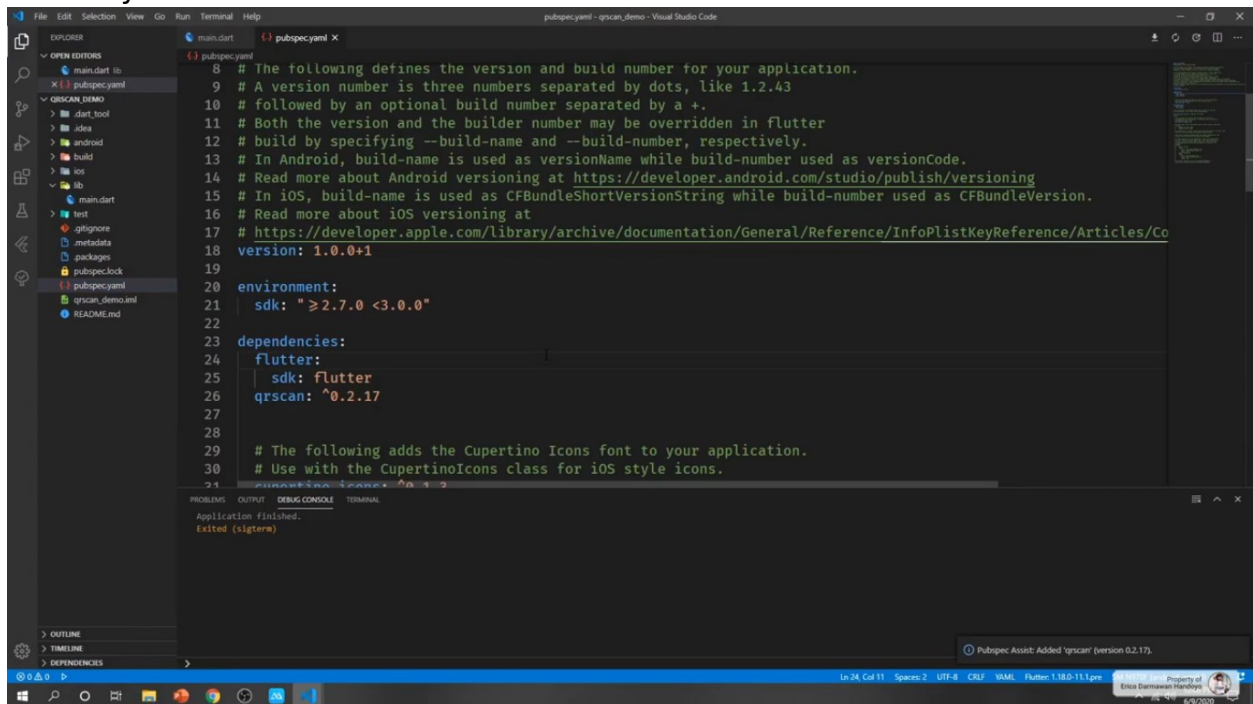 File Edit Selection View Go Run Terminal Help
pubspec.yaml - qrscan_demo - Visual Studio Code
EXPLORER
OPEN EDITORS
main.dart lib
pubspec.yaml
QRSCAN_DEMO
.dart_tool
.idea
android
build
ios
lib
main.dart
test
.gitignore
.metadata
.packages
pubspec.lock
pubspec.yaml
qrscan_demo.iml
README.md
OUTLINE
TIMELINE
DEPENDENCIES
main.dart
pubspec.yaml
pubspec.yaml
8 # The following defines the version and build number for your application.
9 # A version number is three numbers separated by dots, like 1.2.43
10 # followed by an optional build number separated by a +.
11 # Both the version and the builder number may be overridden in flutter
12 # build by specifying --build-name and --build-number, respectively.
13 # In Android, build-name is used as versionName while build-number used as versionCode.
14 # Read more about Android versioning at https://developer.android.com/studio/publish/versioning
15 # In iOS, build-name is used as CFBundleShortVersionString while build-number used as CFBundleVersion.
16 # Read more about iOS versioning at
17 # https://developer.apple.com/library/archive/documentation/General/Reference/InfoPlistKeyReference/Articles/Co
18 version: 1.0.0+1
19
20 environment:
21 sdk: "≥2.7.0 <3.0.0"
22
23 dependencies:
24 flutter:
25 sdk: flutter
26 qrscan: ^0.2.17
27
28
29 # The following adds the Cupertino Icons font to your application.
30 # Use with the CupertinoIcons class for iOS style icons.
31 cupertino_icons: ^0.1.3
PROBLEMS OUTPUT DEBUG CONSOLE TERMINAL
Application finished.
Exited (sigterm)
Pubspec Assist: Added 'qrscan' (version 0.2.17).
0 0
Ln 24, Col 11 Spaces: 2 UTF-8 CRLF YAML Flutter: 1.18.0-11.1.pre
Property of
Erico Darmawan Handoyo
6/9/2020